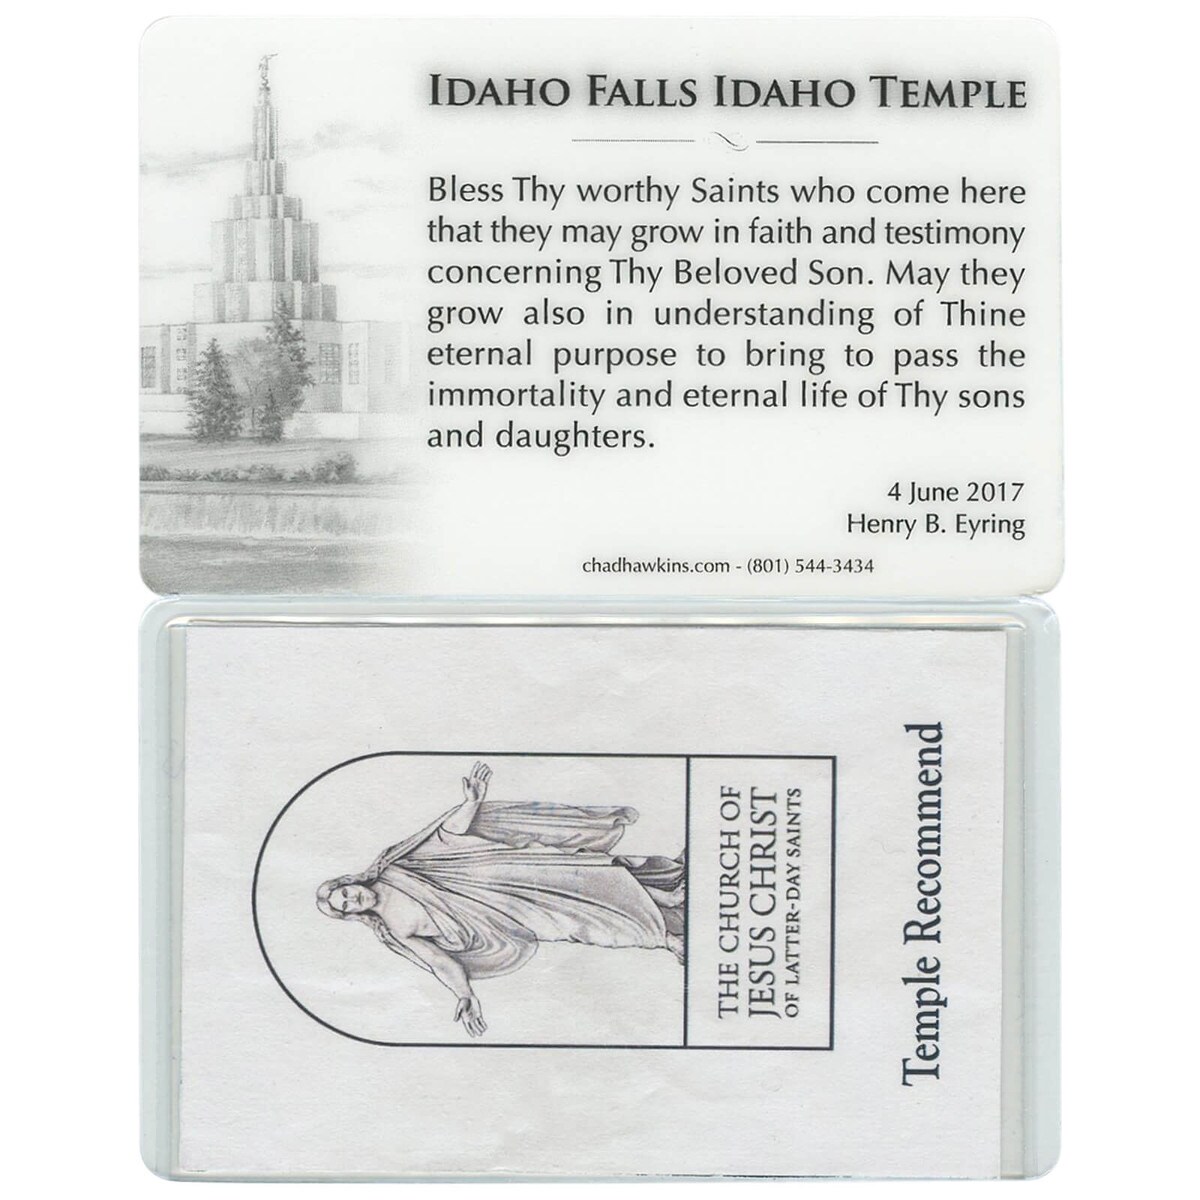 IDAHO FALLS IDAHO TEMPLE
Bless Thy worthy Saints who come here
that they may grow in faith and testimony
concerning Thy Beloved Son. May they
grow also in understanding of Thine
eternal purpose to bring to pass the
immortality and eternal life of Thy sons
and daughters.
4 June 2017
Henry B. Eyring
chadhawkins.com - (801) 544-3434
THE CHURCH OF
JESUS CHRIST
OF LATTER-DAY SAINTS
Temple Recommend